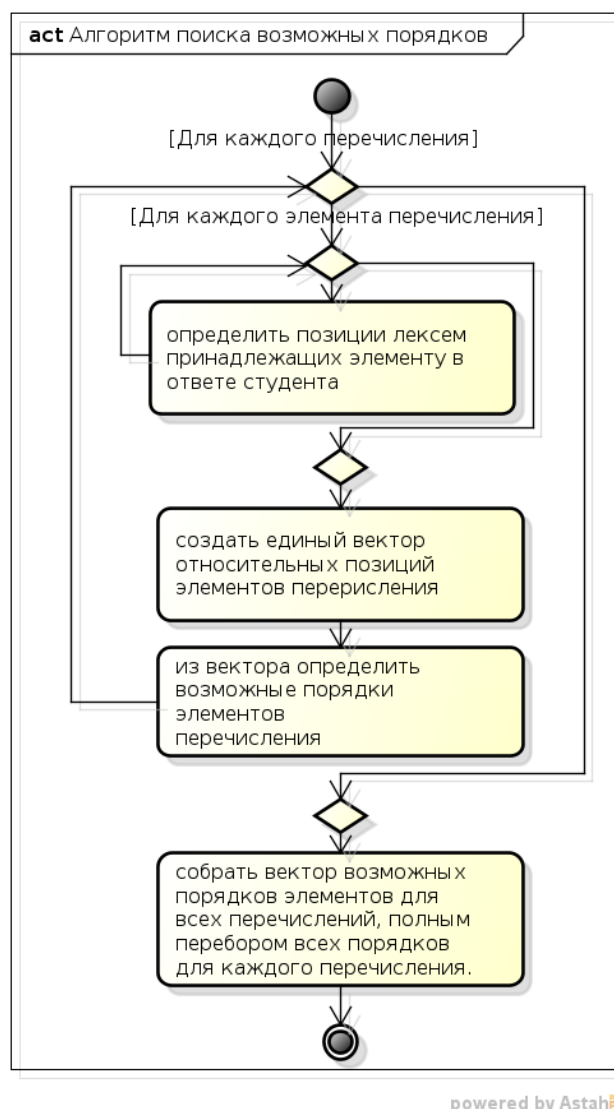 act Алгоритм поиска возможных порядков
[Для каждого перечисления]
[Для каждого элемента перечисления]
определить позиции лексем
принадлежащих элементу в
ответе студента
создать единый вектор
относительных позиций
элементов перерисления
из вектора определить
возможные порядки
элементов
перечисления
собрать вектор возможных
порядков элементов для
всех перечислений, полным
перебором всех порядков
для каждого перечисления.
powered by Astah